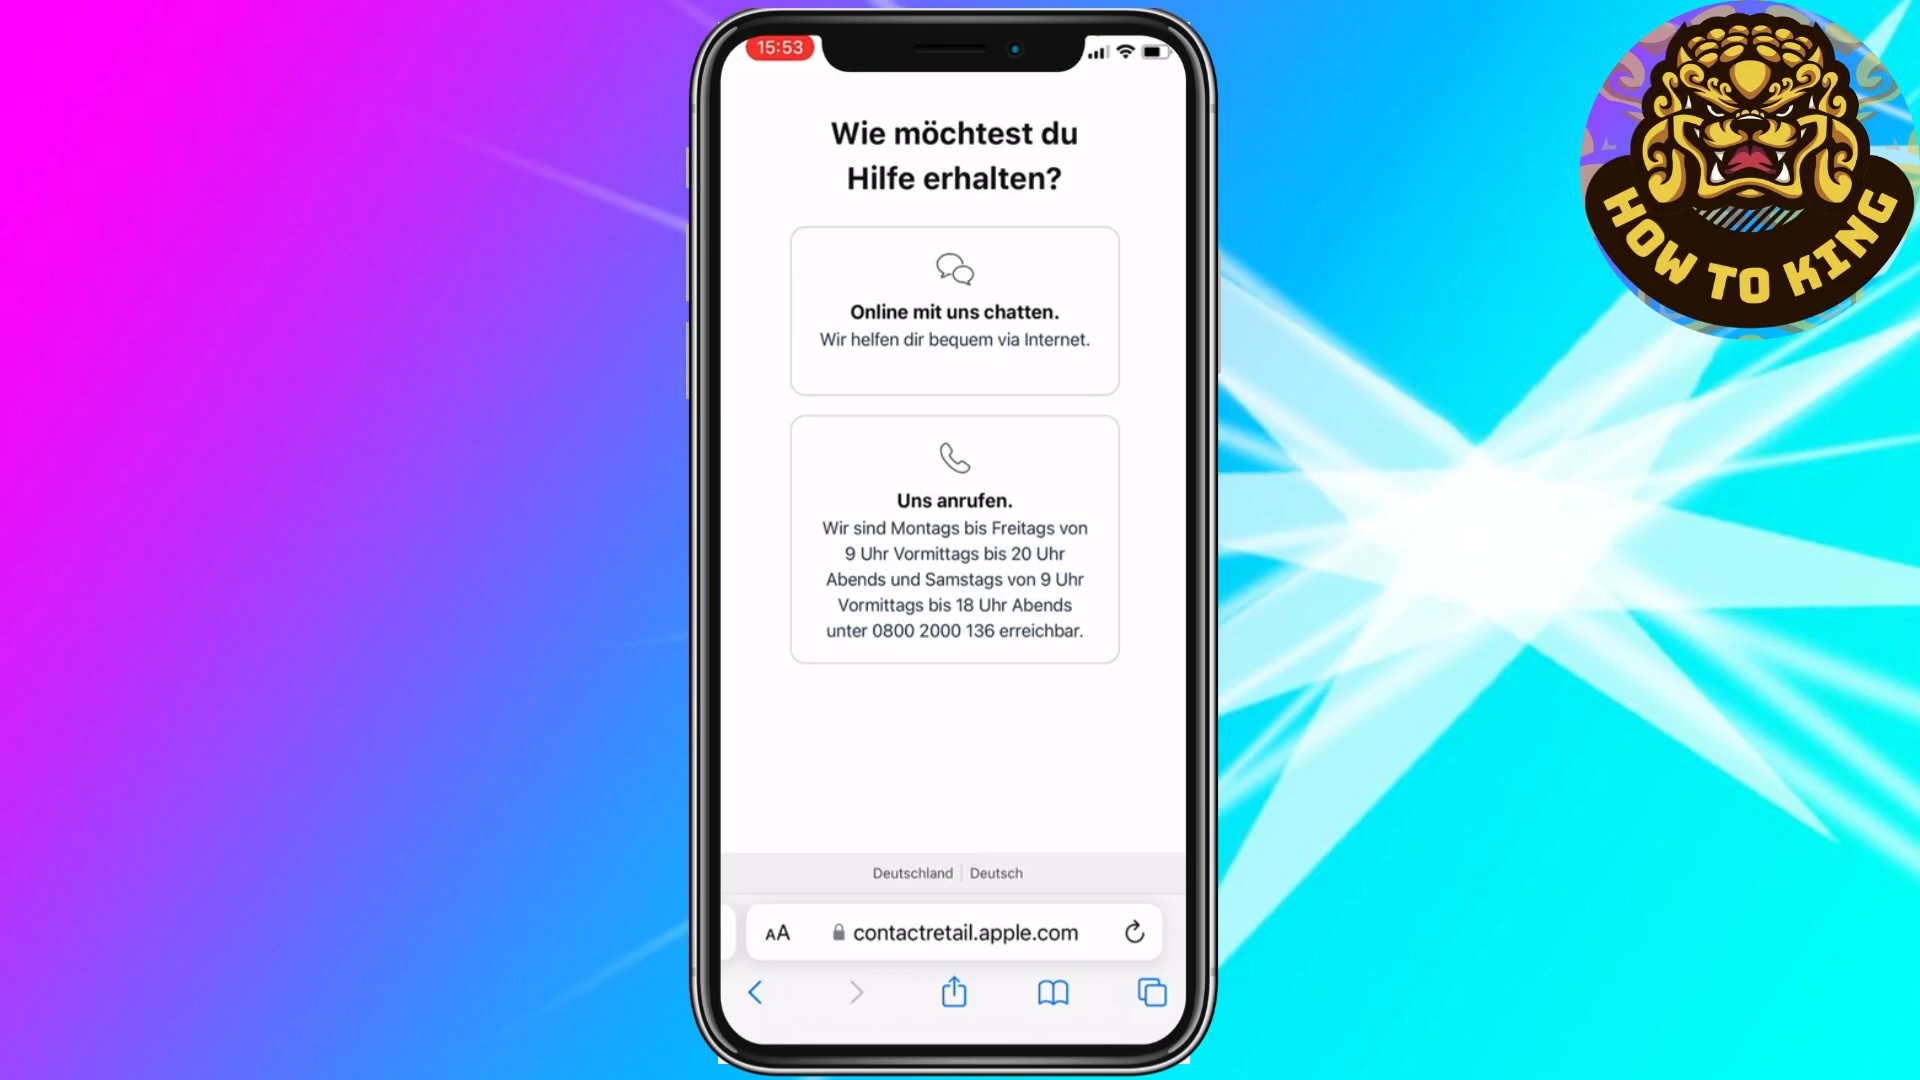 15:53
Wie möchtest du
Hilfe erhalten?
Online mit uns chatten.
Wir helfen dir bequem via Internet.
Uns anrufen.
Wir sind Montags bis Freitags von
9 Uhr Vormittags bis 20 Uhr
Abends und Samstags von 9 Uhr
Vormittags bis 18 Uhr Abends
unter 0800 2000 136 erreichbar.
Deutschland | Deutsch
AA contactretail.apple.com
HOW TO KING